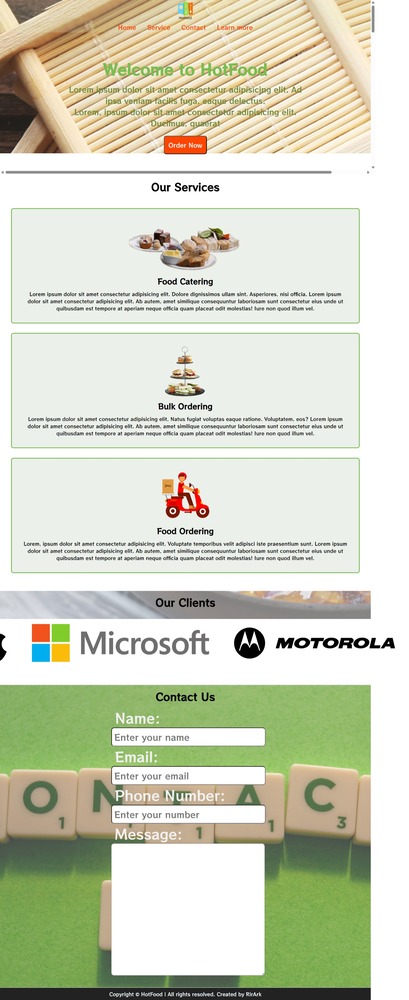 Home Service Contact Learn more
Welcome to HotFood
Lorem ipsum dolor sit amet consectetur adipisicing elit. Ad
ipsa veniam facilis fuga, eaque delectus.
Lorem, ipsum dolor sit amet consectetur adipisicing elit.
Ducimus, quaerat
Order Now
Our Services
Food Catering
Lorem ipsum dolor sit amet consectetur adipisicing elit. Dolore dignissimos ullam sint. Asperiores, nisi officia. Lorem ipsum
dolor sit amet consectetur adipisicing elit. Ab autem, amet similique consequuntur laboriosam sunt consectetur eius unde ut
quibusdam est tempore at aperiam neque officia quam placeat odit molestias! Iure non quod illum vel.
Bulk Ordering
Lorem ipsum dolor sit amet consectetur adipisicing elit. Natus fugiat voluptas eaque ratione. Voluptatem, eos? Lorem ipsum
dolor sit amet consectetur adipisicing elit. Ab autem, amet similique consequuntur laboriosam sunt consectetur eius unde ut
quibusdam est tempore at aperiam neque officia quam placeat odit molestias! Iure non quod illum vel.
Food Ordering
Lorem, ipsum dolor sit amet consectetur adipisicing elit. Voluptate temporibus velit adipisci iste praesentium sunt. Lorem ipsum
dolor sit amet consectetur adipisicing elit. Ab autem, amet similique consequuntur laboriosam sunt consectetur eius unde ut
quibusdam est tempore at aperiam neque officia quam placeat odit molestias! Iure non quod illum vel.
Our Clients
Microsoft
MOTOROLA
Contact Us
Name:
Enter your name
Email:
Enter your email
Phone Number:
Enter your number
Message:
O 1 N 1 1 C 3
Copyright © HotFood | All rights resolved. Created by RirArk